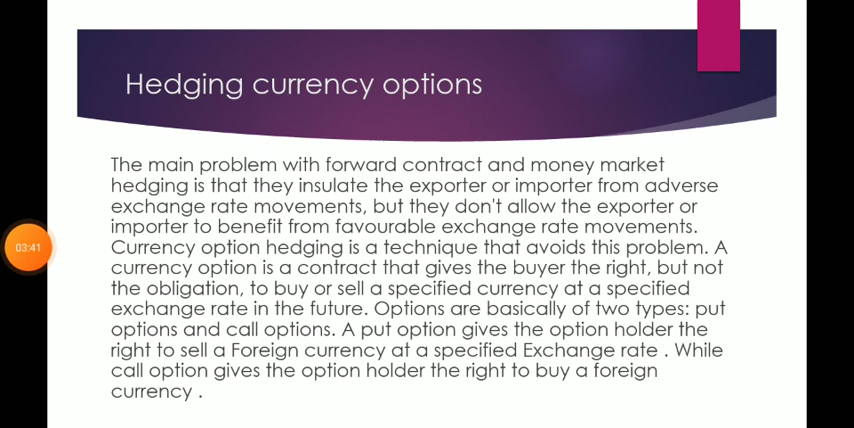 Hedging currency options
The main problem with forward contract and money market
hedging is that they insulate the exporter or importer from adverse
exchange rate movements, but they don't allow the exporter or
importer to benefit from favourable exchange rate movements.
Currency option hedging is a technique that avoids this problem. A
currency option is a contract that gives the buyer the right, but not
the obligation, to buy or sell a specified currency at a specified
exchange rate in the future. Options are basically of two types: put
options and call options. A put option gives the option holder the
right to sell a Foreign currency at a specified Exchange rate . While
call option gives the option holder the right to buy a foreign
currency .
03:41